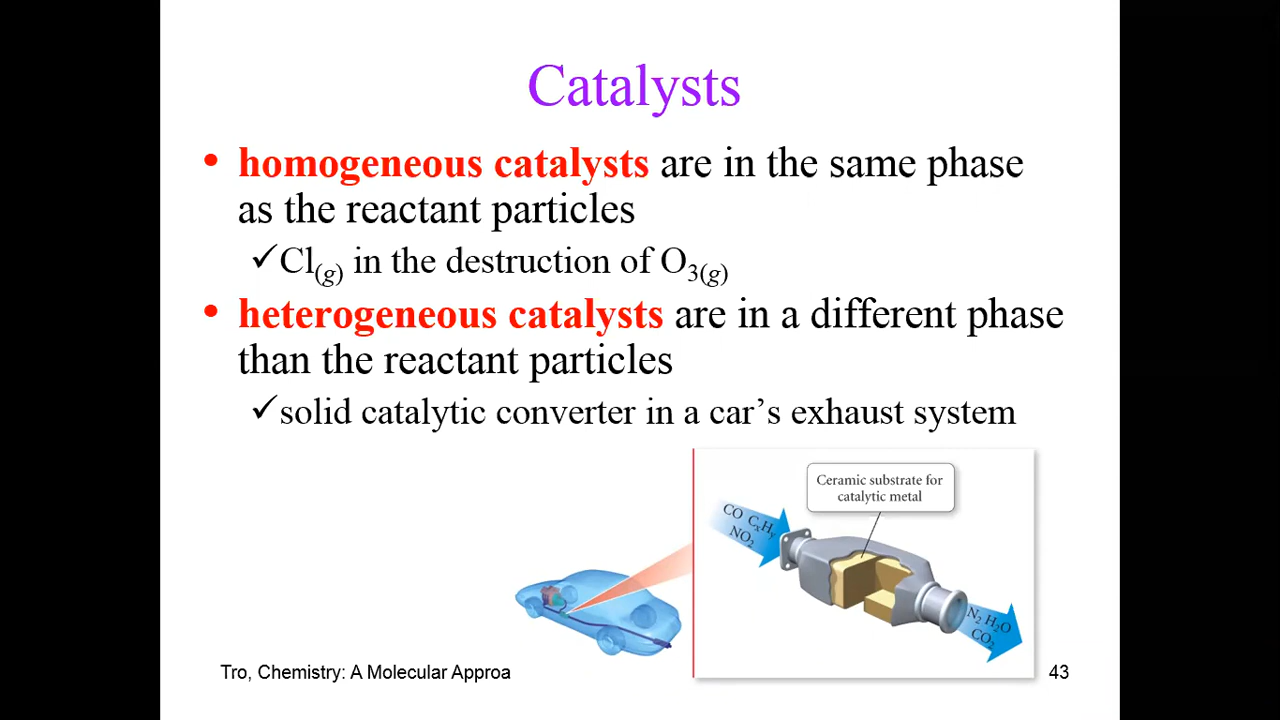 Catalysts
• homogeneous catalysts are in the same phase
as the reactant particles
✓Cl(g) in the destruction of O3(g)
• heterogeneous catalysts are in a different phase
than the reactant particles
✓solid catalytic converter in a car’s exhaust system
Ceramic substrate for
catalytic metal
CO CxHy
NO2
N2 H2O
CO2
Tro, Chemistry: A Molecular Approa
43